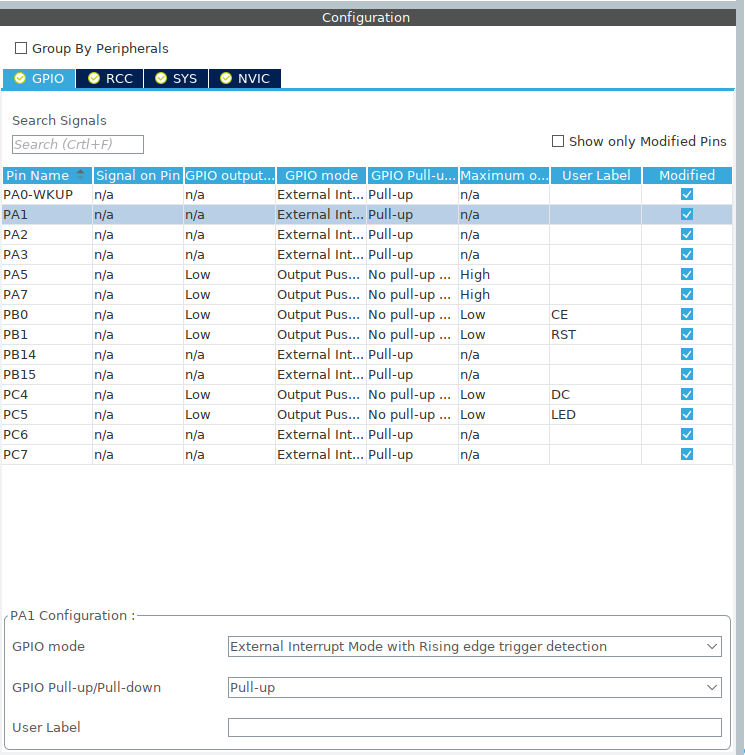 Configuration
Group By Peripherals
GPIO RCC SYS NVIC
Search Signals
Search (Crtl+F)
Show only Modified Pins
Pin Name Signal on Pin GPIO output... GPIO mode GPIO Pull-u... Maximum o... User Label Modified
PA0-WKUP n/a n/a External Int... Pull-up n/a
PA1 n/a n/a External Int... Pull-up n/a
PA2 n/a n/a External Int... Pull-up n/a
PA3 n/a n/a External Int... Pull-up n/a
PA5 n/a Low Output Pus... No pull-up ... High
PA7 n/a Low Output Pus... No pull-up ... High
PB0 n/a Low Output Pus... No pull-up ... Low CE
PB1 n/a Low Output Pus... No pull-up ... Low RST
PB14 n/a n/a External Int... Pull-up n/a
PB15 n/a n/a External Int... Pull-up n/a
PC4 n/a Low Output Pus... No pull-up ... Low DC
PC5 n/a Low Output Pus... No pull-up ... Low LED
PC6 n/a n/a External Int... Pull-up n/a
PC7 n/a n/a External Int... Pull-up n/a
PA1 Configuration :
GPIO mode External Interrupt Mode with Rising edge trigger detection
GPIO Pull-up/Pull-down Pull-up
User Label